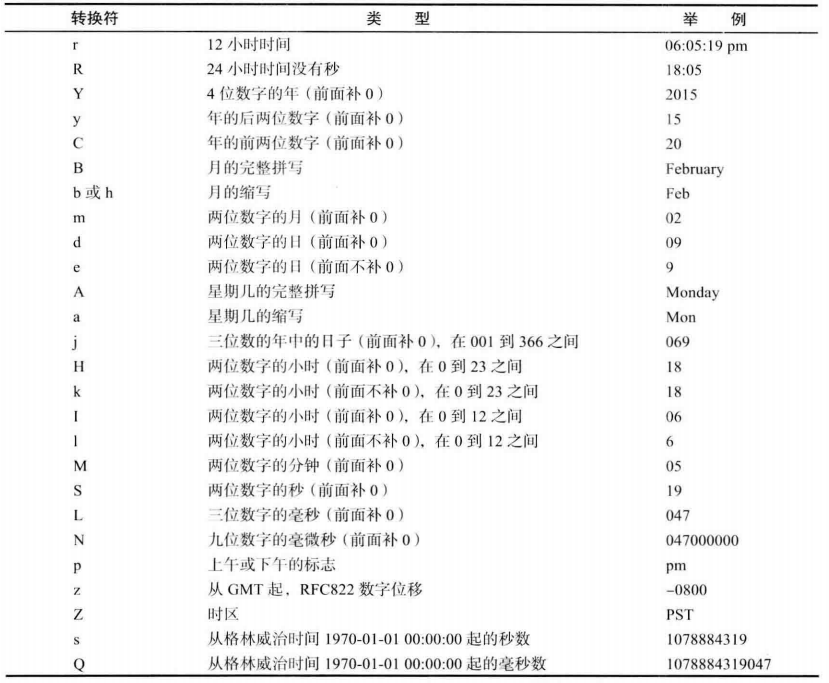 转换符 类 型 举 例
r 12 小时时间 06:05:19 pm
R 24 小时时间没有秒 18:05
Y 4 位数字的年（前面补 0） 2015
y 年的后两位数字（前面补 0） 15
C 年的前两位数字（前面补 0） 20
B 月的完整拼写 February
b 或 h 月的缩写 Feb
m 两位数字的月（前面补 0） 02
d 两位数字的日（前面补 0） 09
e 两位数字的日（前面不补 0） 9
A 星期几的完整拼写 Monday
a 星期几的缩写 Mon
j 三位数的年中的日子（前面补 0），在 001 到 366 之间 069
H 两位数字的小时（前面补 0），在 0 到 23 之间 18
k 两位数字的小时（前面不补 0），在 0 到 23 之间 18
I 两位数字的小时（前面补 0），在 0 到 12 之间 06
l 两位数字的小时（前面不补 0），在 0 到 12 之间 6
M 两位数字的分钟（前面补 0） 05
S 两位数字的秒（前面补 0） 19
L 三位数字的毫秒（前面补 0） 047
N 九位数字的毫微秒（前面补 0） 047000000
p 上午或下午的标志 pm
z 从 GMT 起，RFC822 数字位移 -0800
Z 时区 PST
s 从格林威治时间 1970-01-01 00:00:00 起的秒数 1078884319
Q 从格林威治时间 1970-01-01 00:00:00 起的毫秒数 1078884319047